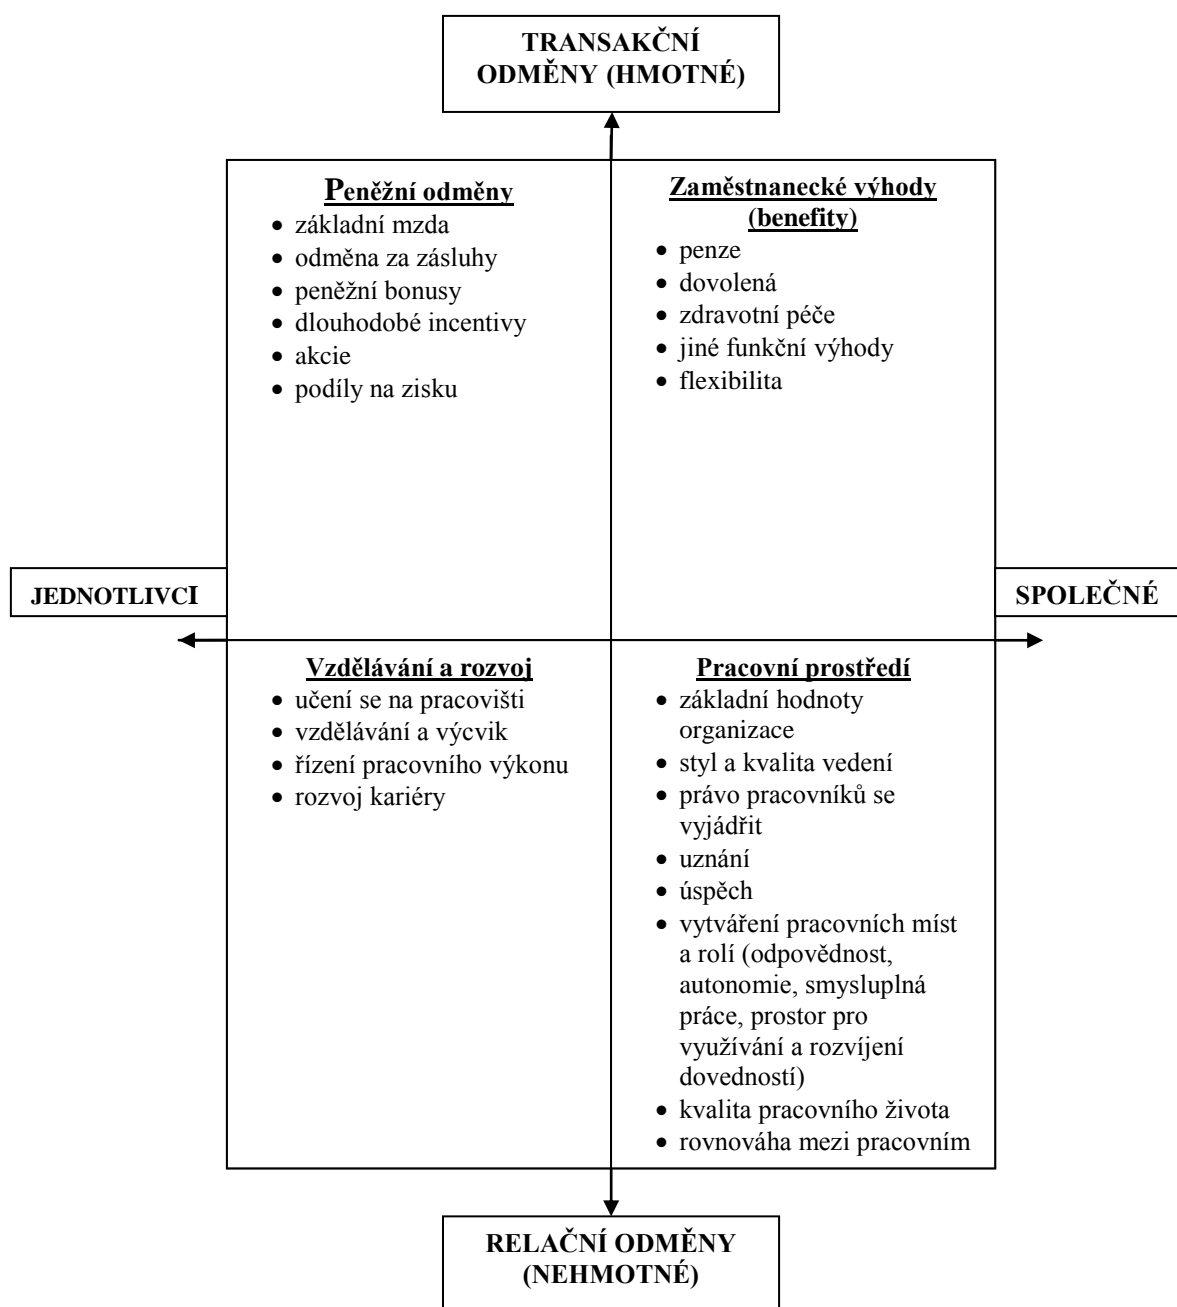 TRANSAKČNÍ
ODMĚNY (HMOTNÉ)
Peněžní odměny
• základní mzda
• odměna za zásluhy
• peněžní bonusy
• dlouhodobé incentivy
• akcie
• podíly na zisku
Zaměstnanecké výhody
(benefity)
• penze
• dovolená
• zdravotní péče
• jiné funkční výhody
• flexibilita
JEDNOTLIVCI
SPOLEČNÉ
Vzdělávání a rozvoj
• učení se na pracovišti
• vzdělávání a výcvik
• řízení pracovního výkonu
• rozvoj kariéry
Pracovní prostředí
• základní hodnoty
organizace
• styl a kvalita vedení
• právo pracovníků se
vyjádřit
• uznání
• úspěch
• vytváření pracovních míst
a rolí (odpovědnost,
autonomie, smysluplná
práce, prostor pro
využívání a rozvíjení
dovedností)
• kvalita pracovního života
• rovnováha mezi pracovním
RELAČNÍ ODMĚNY
(NEHMOTNÉ)